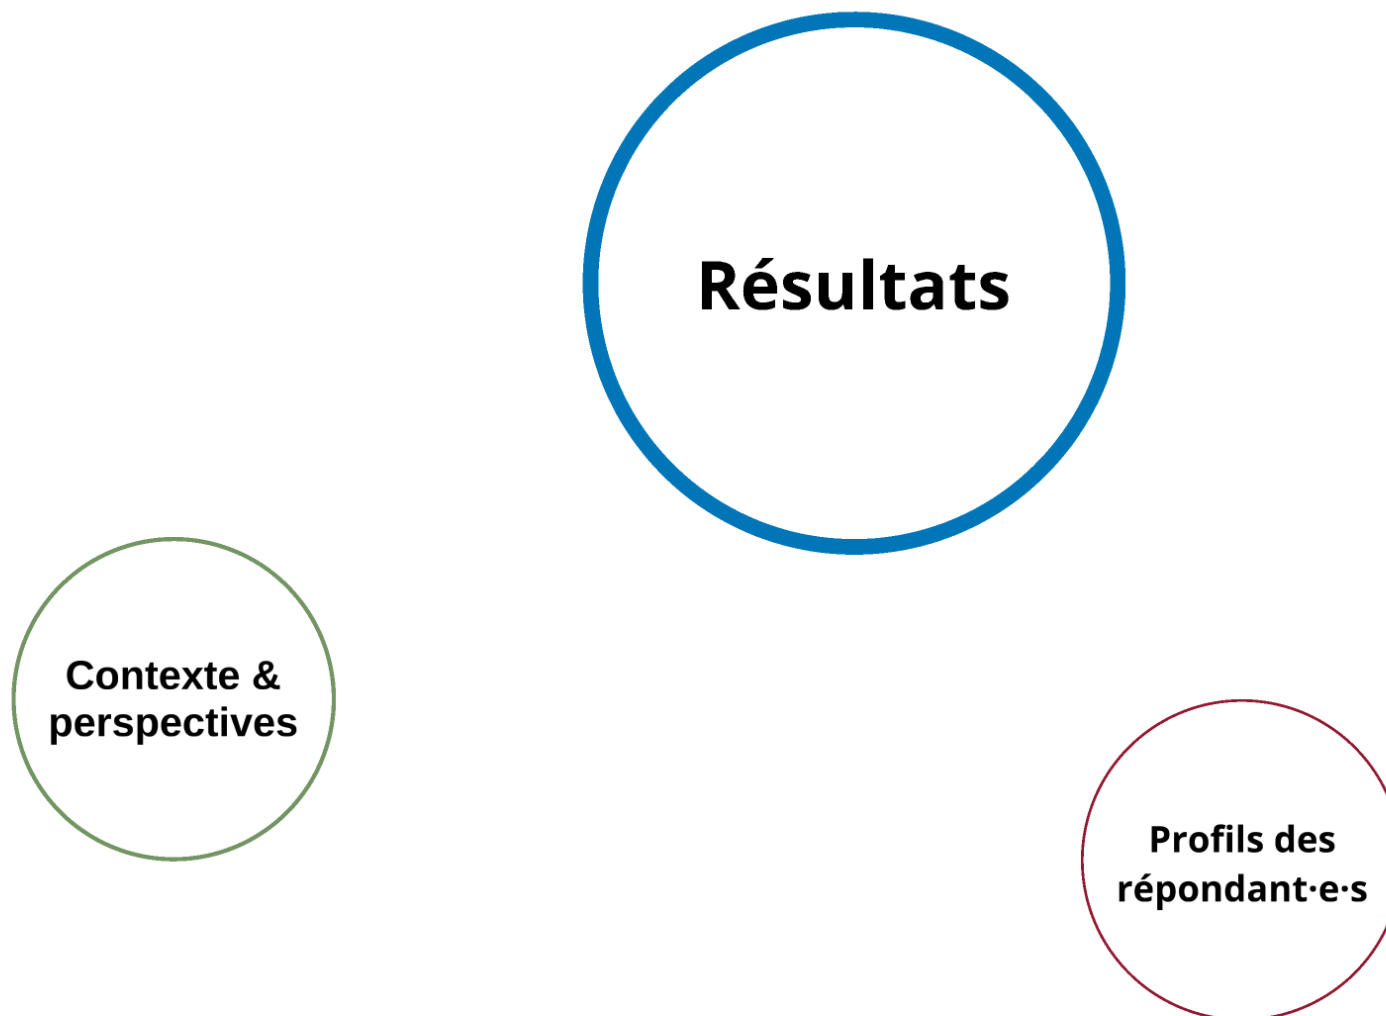 Résultats
Contexte &
perspectives
Profils des
répondant·e·s